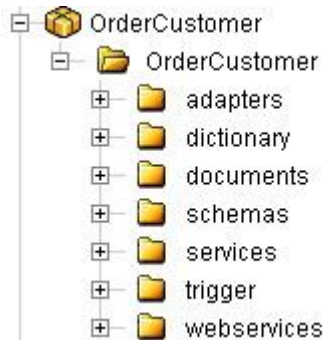 OrderCustomer
OrderCustomer
adapters
dictionary
documents
schemas
services
trigger
webservices